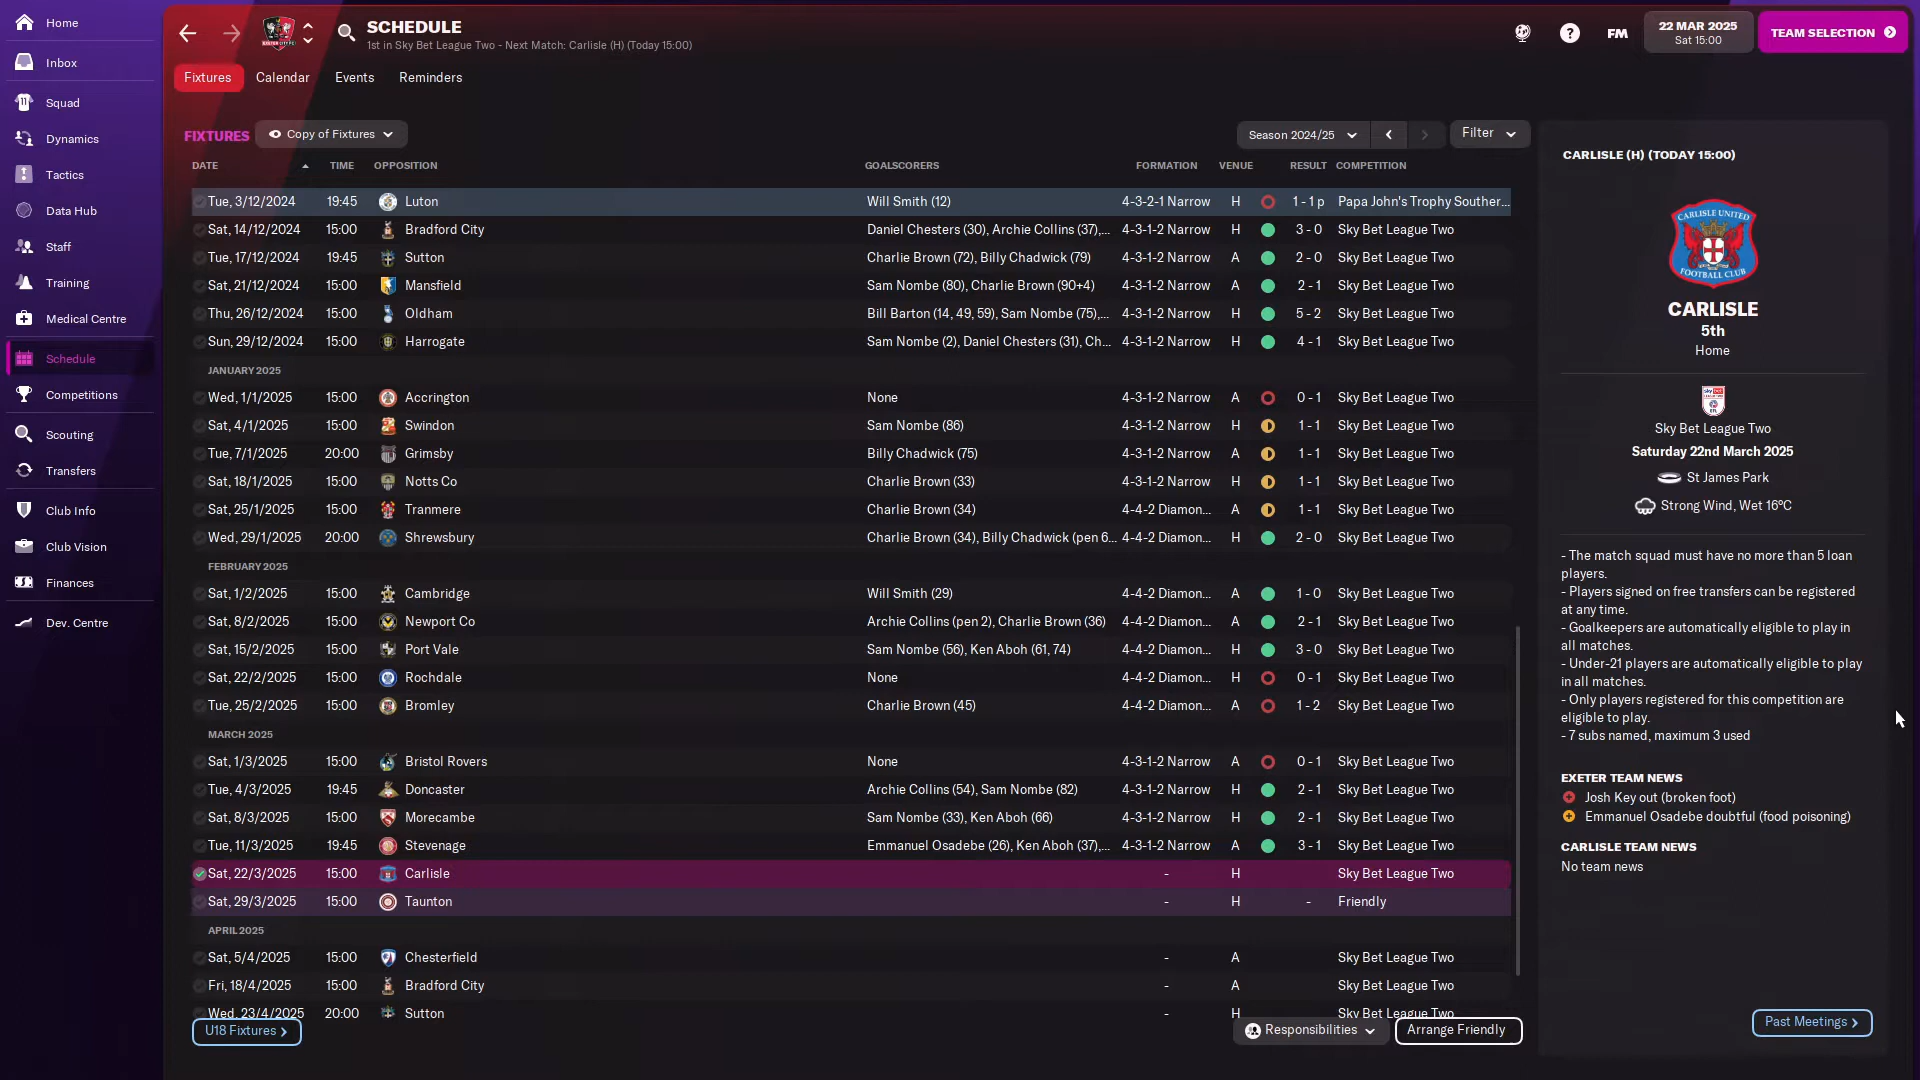 Home
Inbox
Squad
Dynamics
Tactics
Data Hub
Staff
Training
Medical Centre
Schedule
Competitions
Scouting
Transfers
Club Info
Club Vision
Finances
Dev. Centre
SCHEDULE
1st in Sky Bet League Two - Next Match: Carlisle (H) (Today 15:00)
FM
22 MAR 2025
Sat 15:00
TEAM SELECTION
Fixtures Calendar Events Reminders
FIXTURES Copy of Fixtures Season 2024/25 Filter
DATE TIME OPPOSITION GOALSCORERS FORMATION VENUE RESULT COMPETITION
Tue, 3/12/2024 19:45 Luton Will Smith (12) 4-3-2-1 Narrow H 1 - 1 p Papa John's Trophy Souther...
Sat, 14/12/2024 15:00 Bradford City Daniel Chesters (30), Archie Collins (37),... 4-3-1-2 Narrow H 3 - 0 Sky Bet League Two
Tue, 17/12/2024 19:45 Sutton Charlie Brown (72), Billy Chadwick (79) 4-3-1-2 Narrow A 2 - 0 Sky Bet League Two
Sat, 21/12/2024 15:00 Mansfield Sam Nombe (80), Charlie Brown (90+4) 4-3-1-2 Narrow A 2 - 1 Sky Bet League Two
Thu, 26/12/2024 15:00 Oldham Bill Barton (14, 49, 59), Sam Nombe (75),... 4-3-1-2 Narrow H 5 - 2 Sky Bet League Two
Sun, 29/12/2024 15:00 Harrogate Sam Nombe (2), Daniel Chesters (31), Ch... 4-3-1-2 Narrow H 4 - 1 Sky Bet League Two
JANUARY 2025
Wed, 1/1/2025 15:00 Accrington None 4-3-1-2 Narrow A 0 - 1 Sky Bet League Two
Sat, 4/1/2025 15:00 Swindon Sam Nombe (86) 4-3-1-2 Narrow H 1 - 1 Sky Bet League Two
Tue, 7/1/2025 20:00 Grimsby Billy Chadwick (75) 4-3-1-2 Narrow A 1 - 1 Sky Bet League Two
Sat, 18/1/2025 15:00 Notts Co Charlie Brown (33) 4-3-1-2 Narrow H 1 - 1 Sky Bet League Two
Sat, 25/1/2025 15:00 Tranmere Charlie Brown (34) 4-4-2 Diamon... A 1 - 1 Sky Bet League Two
Wed, 29/1/2025 20:00 Shrewsbury Charlie Brown (34), Billy Chadwick (pen 6... 4-4-2 Diamon... H 2 - 0 Sky Bet League Two
FEBRUARY 2025
Sat, 1/2/2025 15:00 Cambridge Will Smith (29) 4-4-2 Diamon... A 1 - 0 Sky Bet League Two
Sat, 8/2/2025 15:00 Newport Co Archie Collins (pen 2), Charlie Brown (36) 4-4-2 Diamon... A 2 - 1 Sky Bet League Two
Sat, 15/2/2025 15:00 Port Vale Sam Nombe (56), Ken Aboh (61, 74) 4-4-2 Diamon... H 3 - 0 Sky Bet League Two
Sat, 22/2/2025 15:00 Rochdale None 4-4-2 Diamon... H 0 - 1 Sky Bet League Two
Tue, 25/2/2025 15:00 Bromley Charlie Brown (45) 4-4-2 Diamon... A 1 - 2 Sky Bet League Two
MARCH 2025
Sat, 1/3/2025 15:00 Bristol Rovers None 4-3-1-2 Narrow A 0 - 1 Sky Bet League Two
Tue, 4/3/2025 19:45 Doncaster Archie Collins (54), Sam Nombe (82) 4-3-1-2 Narrow H 2 - 1 Sky Bet League Two
Sat, 8/3/2025 15:00 Morecambe Sam Nombe (33), Ken Aboh (66) 4-3-1-2 Narrow H 2 - 1 Sky Bet League Two
Tue, 11/3/2025 19:45 Stevenage Emmanuel Osadebe (26), Ken Aboh (37),... 4-3-1-2 Narrow A 3 - 1 Sky Bet League Two
Sat, 22/3/2025 15:00 Carlisle - H Sky Bet League Two
Sat, 29/3/2025 15:00 Taunton - H - Friendly
APRIL 2025
Sat, 5/4/2025 15:00 Chesterfield - A Sky Bet League Two
Fri, 18/4/2025 15:00 Bradford City - A Sky Bet League Two
Wed, 23/4/2025 20:00 Sutton - H Sky Bet League Two
U18 Fixtures Responsibilities Arrange Friendly
CARLISLE (H) (TODAY 15:00)
CARLISLE UNITED
FOOTBALL CLUB
CARLISLE
5th
Home
Sky Bet League Two
Saturday 22nd March 2025
St James Park
Strong Wind, Wet 16°C
- The match squad must have no more than 5 loan
players.
- Players signed on free transfers can be registered
at any time.
- Goalkeepers are automatically eligible to play in
all matches.
- Under-21 players are automatically eligible to play
in all matches.
- Only players registered for this competition are
eligible to play.
- 7 subs named, maximum 3 used
EXETER TEAM NEWS
Josh Key out (broken foot)
Emmanuel Osadebe doubtful (food poisoning)
CARLISLE TEAM NEWS
No team news
Past Meetings